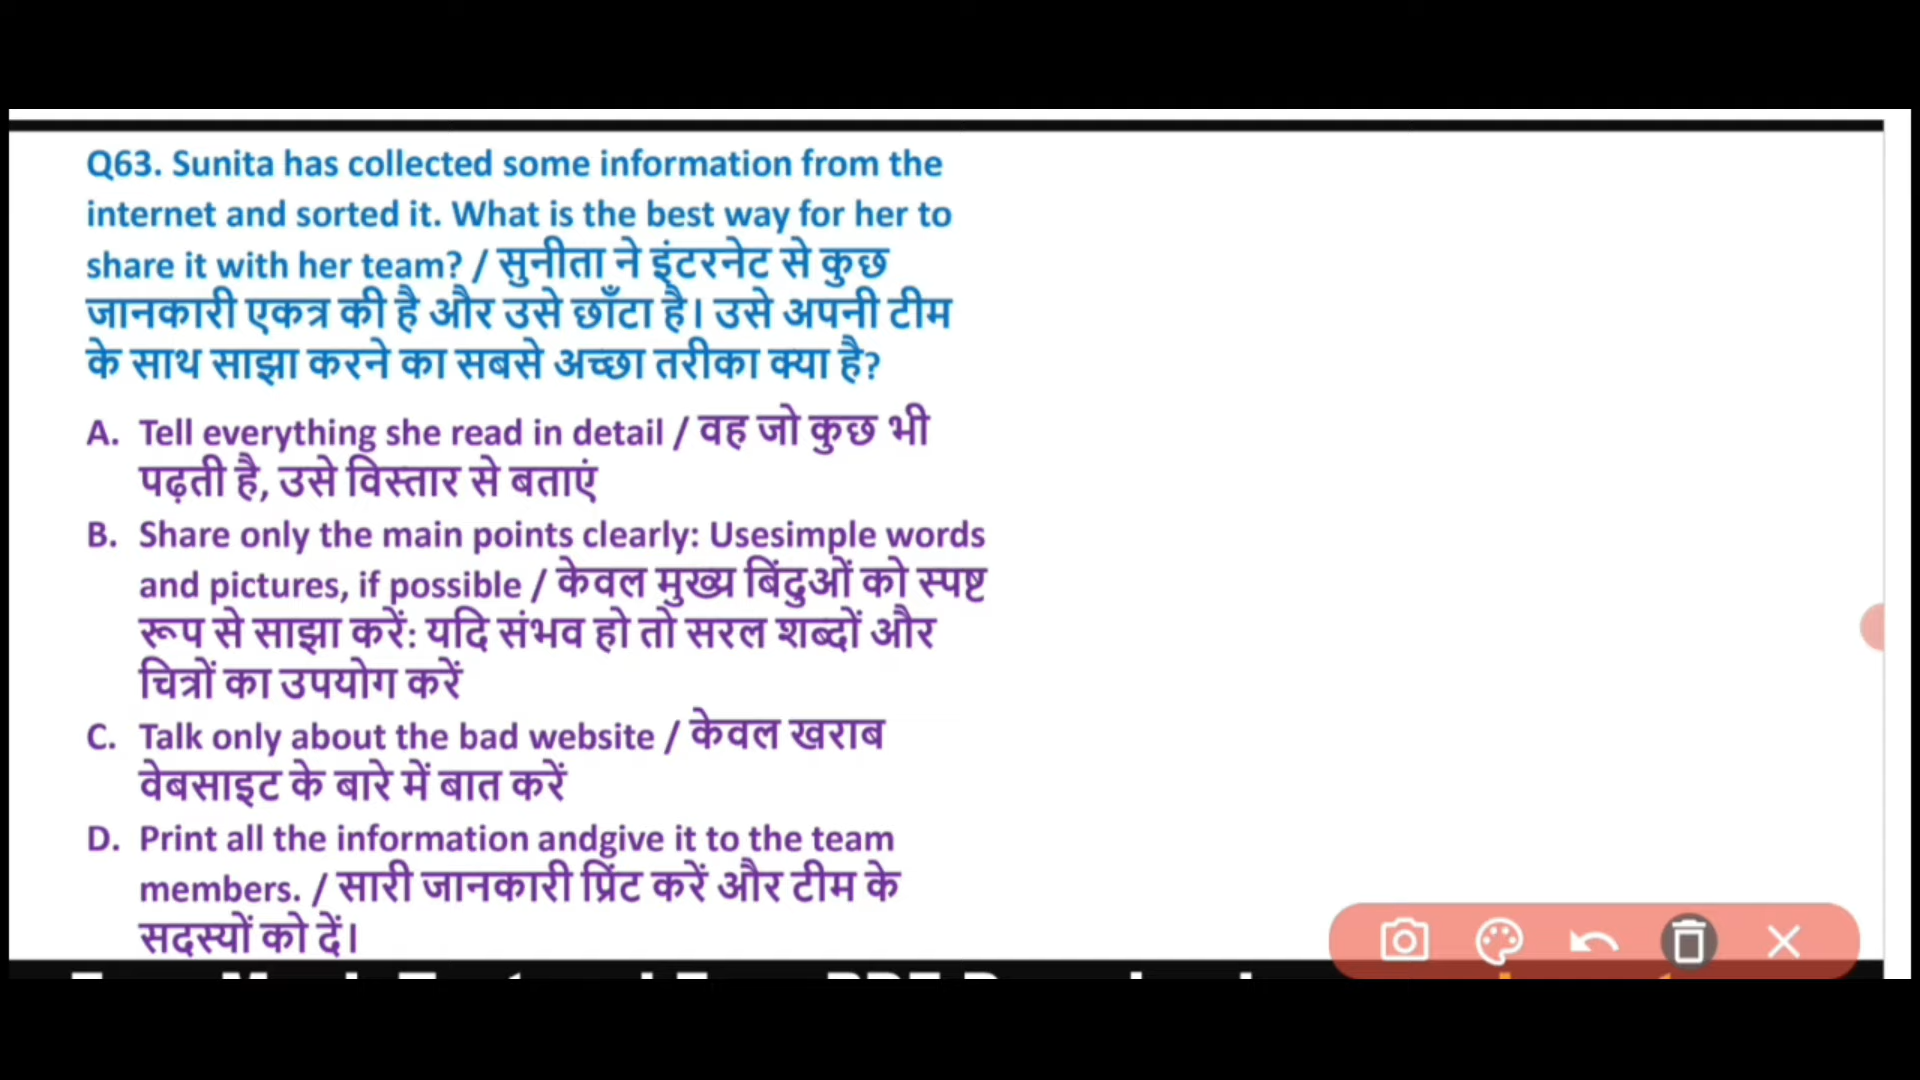 Q63. Sunita has collected some information from the
internet and sorted it. What is the best way for her to
share it with her team? / सुनीता ने इंटरनेट से कुछ
जानकारी एकत्र की है और उसे छाँटा है। उसे अपनी टीम
के साथ साझा करने का सबसे अच्छा तरीका क्या है?
A. Tell everything she read in detail / वह जो कुछ भी
पढ़ती है, उसे विस्तार से बताएं
B. Share only the main points clearly: Usesimple words
and pictures, if possible / केवल मुख्य बिंदुओं को स्पष्ट
रूप से साझा करें: यदि संभव हो तो सरल शब्दों और
चित्रों का उपयोग करें
C. Talk only about the bad website / केवल खराब
वेबसाइट के बारे में बात करें
D. Print all the information andgive it to the team
members. / सारी जानकारी प्रिंट करें और टीम के
सदस्यों को दें।